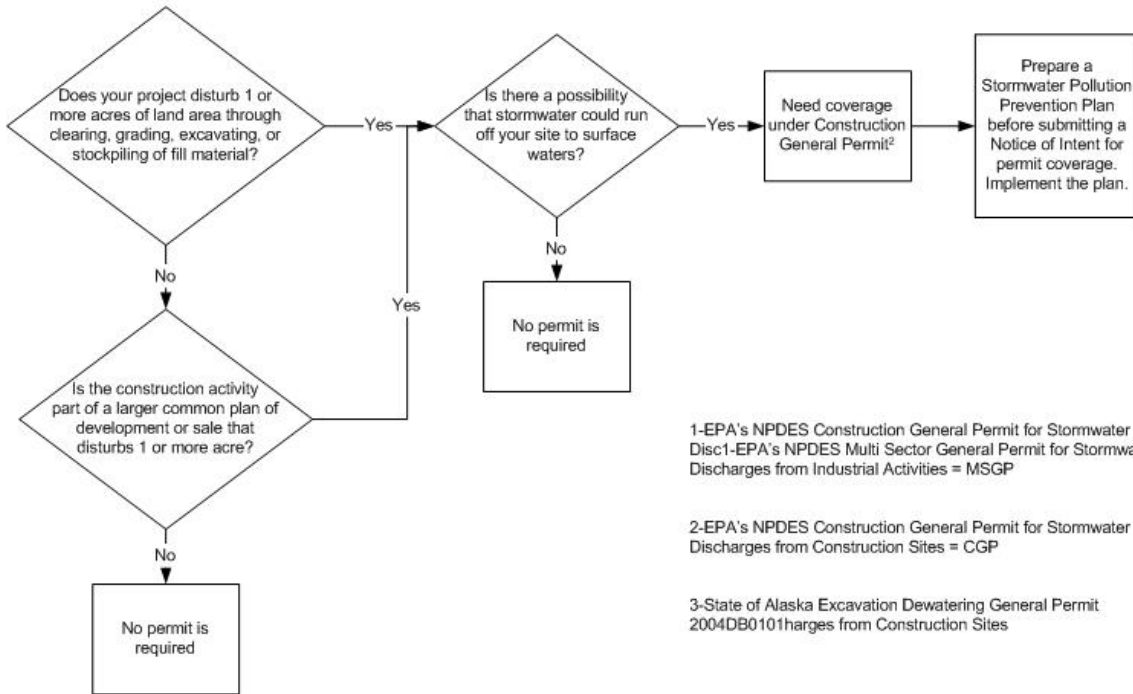 Does your project disturb 1 or
more acres of land area through
clearing, grading, excavating, or
stockpiling of fill material?
Yes
Is there a possibility
that stormwater could run
off your site to surface
waters?
Yes
Need coverage
under Construction
General Permit²
Prepare a
Stormwater Pollution
Prevention Plan
before submitting a
Notice of Intent for
permit coverage.
Implement the plan.
No
No
Yes
No permit is
required
Is the construction activity
part of a larger common plan of
development or sale that
disturbs 1 or more acre?
No
No permit is
required
1-EPA's NPDES Construction General Permit for Stormwater
Disc1-EPA's NPDES Multi Sector General Permit for Stormwa
Discharges from Industrial Activities = MSGP
2-EPA's NPDES Construction General Permit for Stormwater
Discharges from Construction Sites = CGP
3-State of Alaska Excavation Dewatering General Permit
2004DB0101harges from Construction Sites